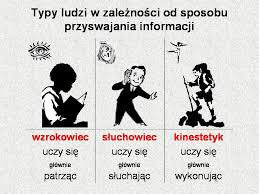 Typy ludzi w zależności od sposobu
przyswajania informacji
wzrokowiec słuchowiec kinestetyk
uczy się uczy się uczy się
głównie głównie głównie
patrząc słuchając wykonując